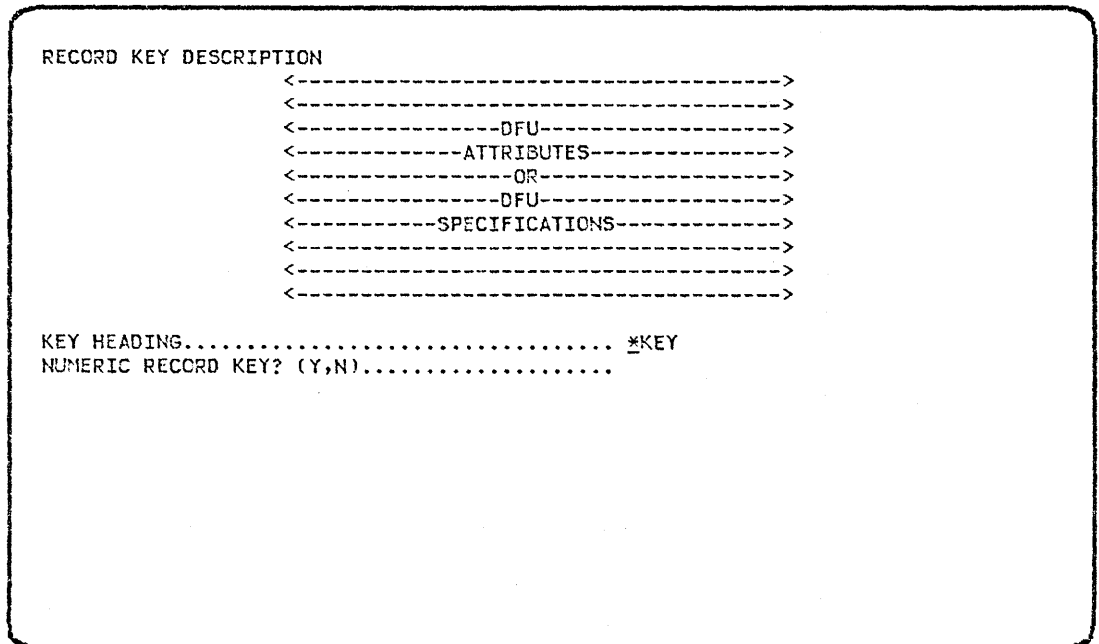 RECORD KEY DESCRIPTION
<-------------------------------------->
<-------------------------------------->
<----------------DFU------------------->
<-------------ATTRIBUTES--------------->
<-----------------OR------------------->
<----------------DFU------------------->
<-----------SPECIFICATIONS------------->
<-------------------------------------->
<-------------------------------------->
<-------------------------------------->
KEY HEADING.................................. *KEY
NUMERIC RECORD KEY? (Y,N)....................